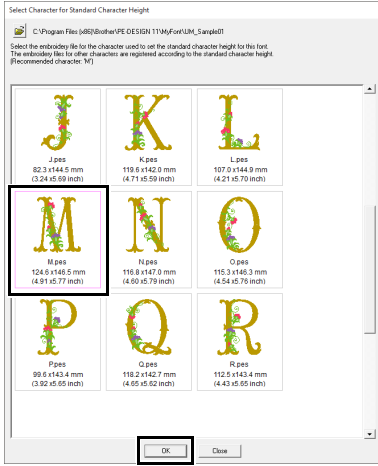 Select Character for Standard Character Height
C:\Program Files (x86)\Brother\PE-DESIGN 11\MyFont\UM_Sample01
Select the embroidery file for the character used to set the standard character height for this font.
The embroidery files for other characters are registered according to the standard character height.
(Recommended character: 'M')
J K L
J.pes K.pes L.pes
82.3 x144.5 mm 119.6 x142.0 mm 107.0 x144.9 mm
(3.24 x5.69 inch) (4.71 x5.59 inch) (4.21 x5.70 inch)
M N O
M.pes N.pes O.pes
124.6 x146.5 mm 116.8 x147.0 mm 115.3 x146.3 mm
(4.91 x5.77 inch) (4.60 x5.79 inch) (4.54 x5.76 inch)
P Q R
P.pes Q.pes R.pes
99.6 x143.4 mm 118.2 x142.7 mm 112.5 x143.4 mm
(3.92 x5.65 inch) (4.65 x5.62 inch) (4.43 x5.65 inch)
OK Close